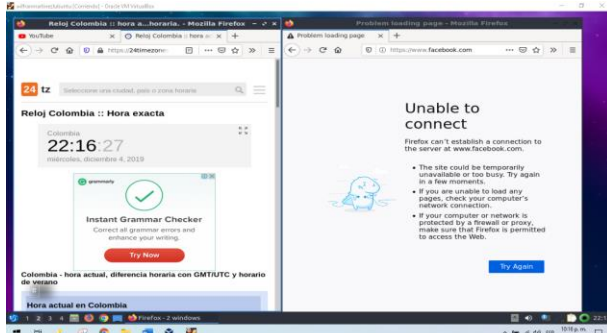 Reloj Colombia :: hora a...horaria. - Mozilla Firefox
YouTube
Reloj Colombia :: hora
https://24timezone
24 tz
Seleccione una ciudad, país o zona horaria
Reloj Colombia :: Hora exacta
Colombia
22:16:27
miércoles, diciembre 4, 2019
grammarly
Instant Grammar Checker
Correct all grammar errors and
enhance your writing.
Try Now
Colombia - hora actual, diferencia horaria con GMT/UTC y horario
de verano
Hora actual en Colombia
Problem loading page - Mozilla Firefox
Problem loading page
https://www.facebook.com
Unable to
connect
Firefox can't establish a connection to
the server at www.facebook.com.
The site could be temporarily
unavailable or too busy. Try again
in a few moments.
If you are unable to load any
pages, check your computer's
network connection.
If your computer or network is
protected by a firewall or proxy,
make sure that Firefox is permitted
to access the Web.
Try Again
1 2 3 4
Firefox - 2 windows